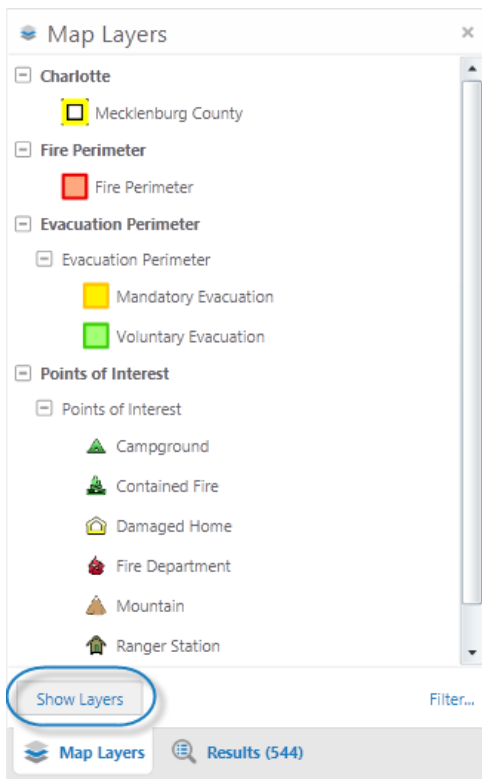 Map Layers
Charlotte
Mecklenburg County
Fire Perimeter
Fire Perimeter
Evacuation Perimeter
Evacuation Perimeter
Mandatory Evacuation
Voluntary Evacuation
Points of Interest
Points of Interest
Campground
Contained Fire
Damaged Home
Fire Department
Mountain
Ranger Station
Show Layers Filter...
Map Layers Results (544)